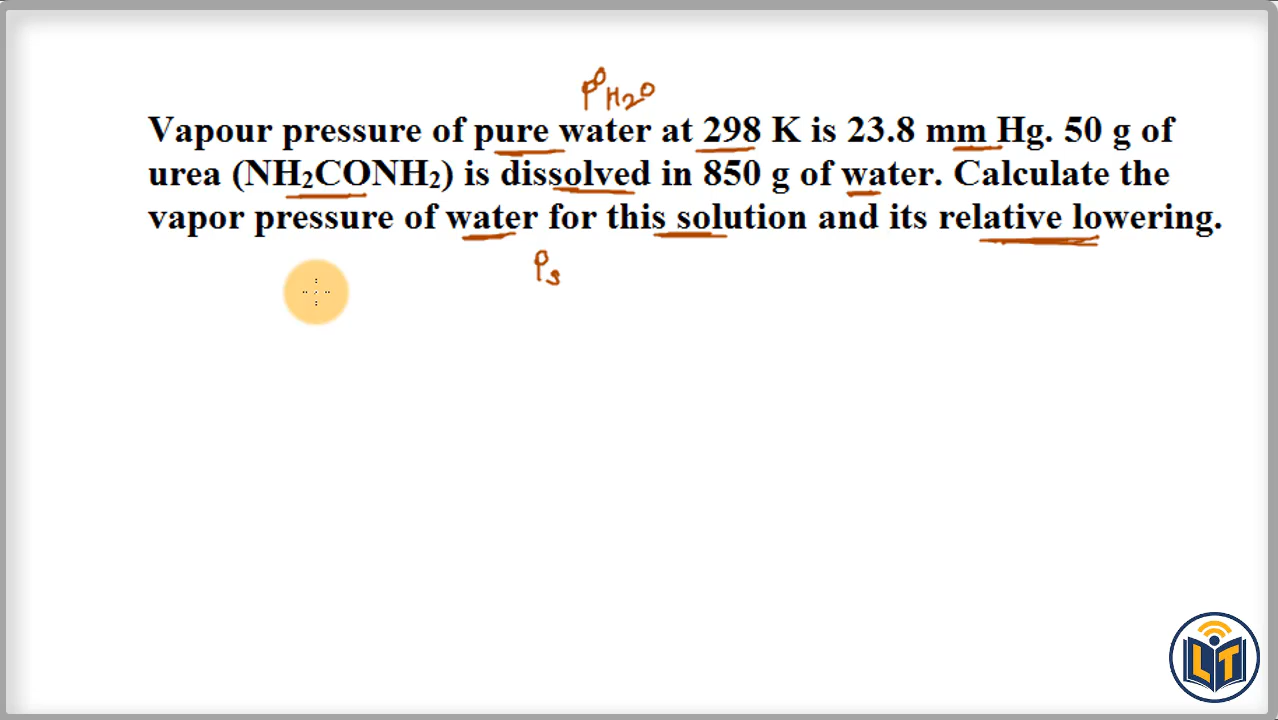 P⁰H₂O
Vapour pressure of pure water at 298 K is 23.8 mm Hg. 50 g of
urea (NH₂CONH₂) is dissolved in 850 g of water. Calculate the
vapor pressure of water for this solution and its relative lowering.
Ps
LT